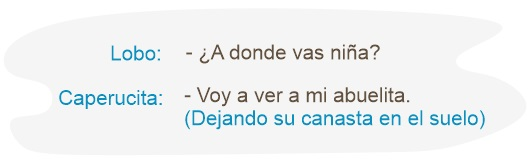 Lobo: - ¿A donde vas niña?
Caperucita: - Voy a ver a mi abuelita.
(Dejando su canasta en el suelo)